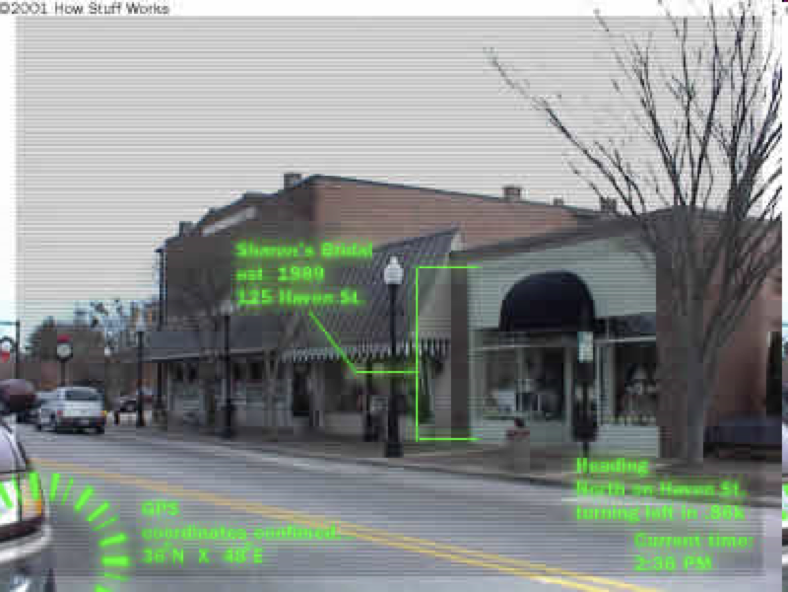 ©2001 How Stuff Works
Sharon's Bridal
est. 1989
125 Haven St.
Heading
North on Haven St.
turning left in .86k
GPS
coordinates confimed:
36°N X 48°E
Current time:
2:36 PM